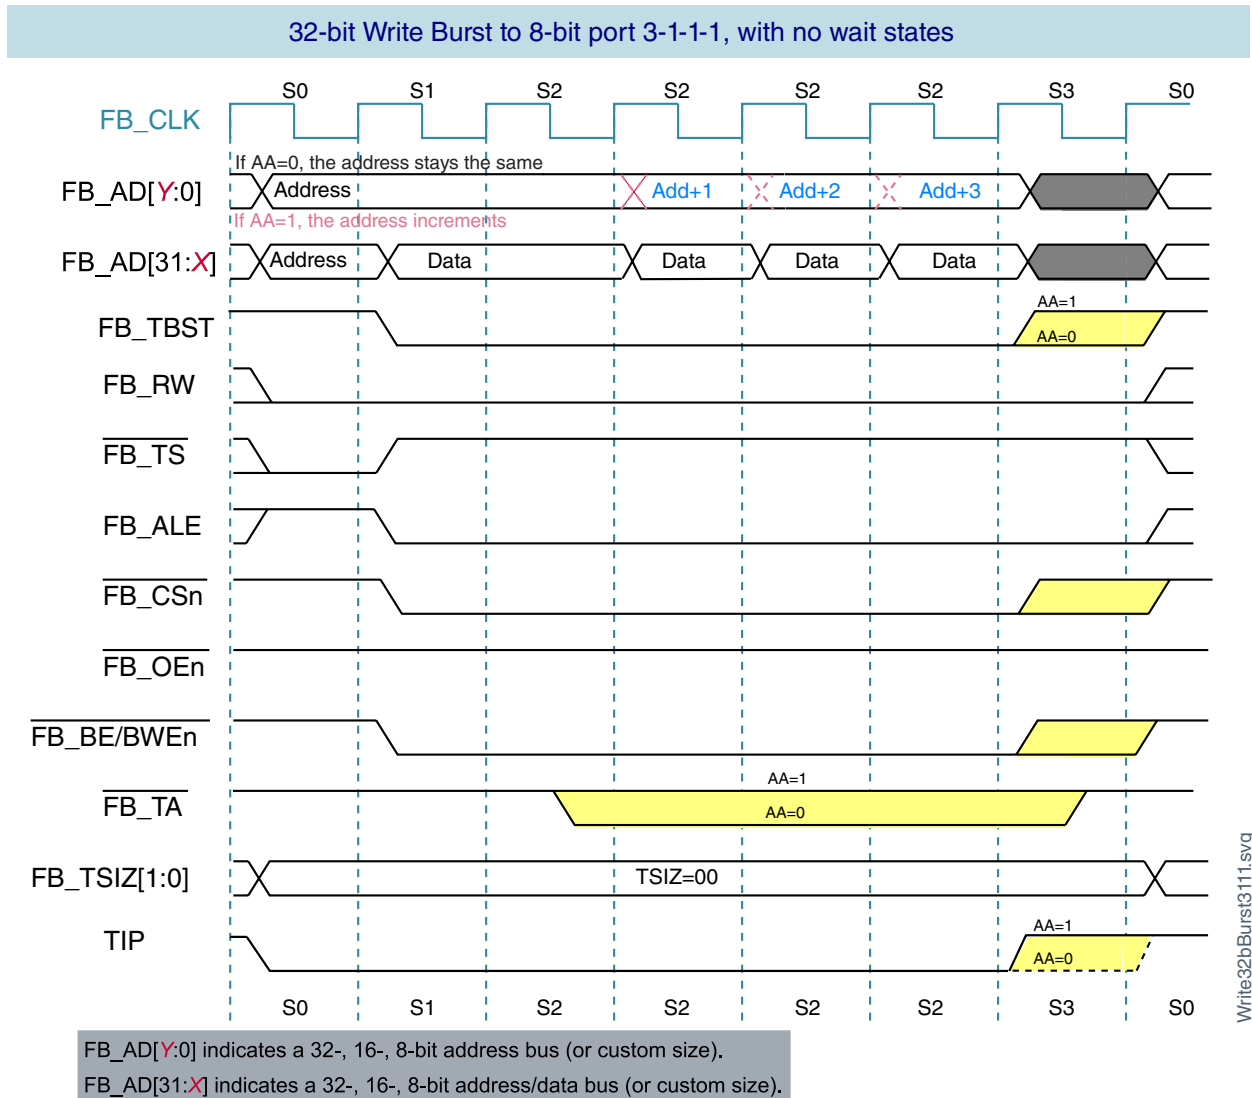 32-bit Write Burst to 8-bit port 3-1-1-1, with no wait states
S0 S1 S2 S2 S2 S2 S3 S0
FB_CLK
If AA=0, the address stays the same
FB_AD[Y:0] Address Add+1 Add+2 Add+3
If AA=1, the address increments
FB_AD[31:X] Address Data Data Data Data
AA=1
FB_TBST
AA=0
FB_RW
FB_TS
FB_ALE
FB_CSn
FB_OEn
FB_BE/BWEn
AA=1
FB_TA AA=0
FB_TSIZ[1:0] TSIZ=00
AA=1
TIP
AA=0
S0 S1 S2 S2 S2 S2 S3 S0
FB_AD[Y:0] indicates a 32-, 16-, 8-bit address bus (or custom size).
FB_AD[31:X] indicates a 32-, 16-, 8-bit address/data bus (or custom size).
Write32bBurst3111.svg